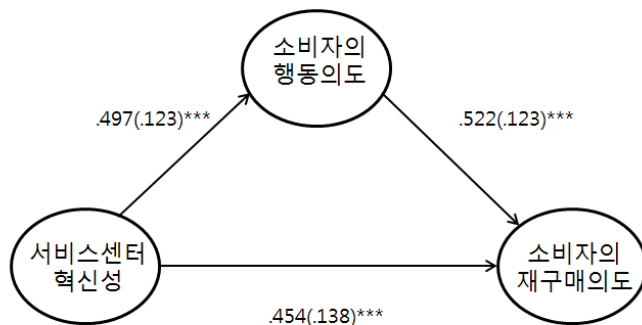 소비자의
행동의도
.497(.123)***
.522(.123)***
서비스센터
혁신성
소비자의
재구매의도
.454(.138)***